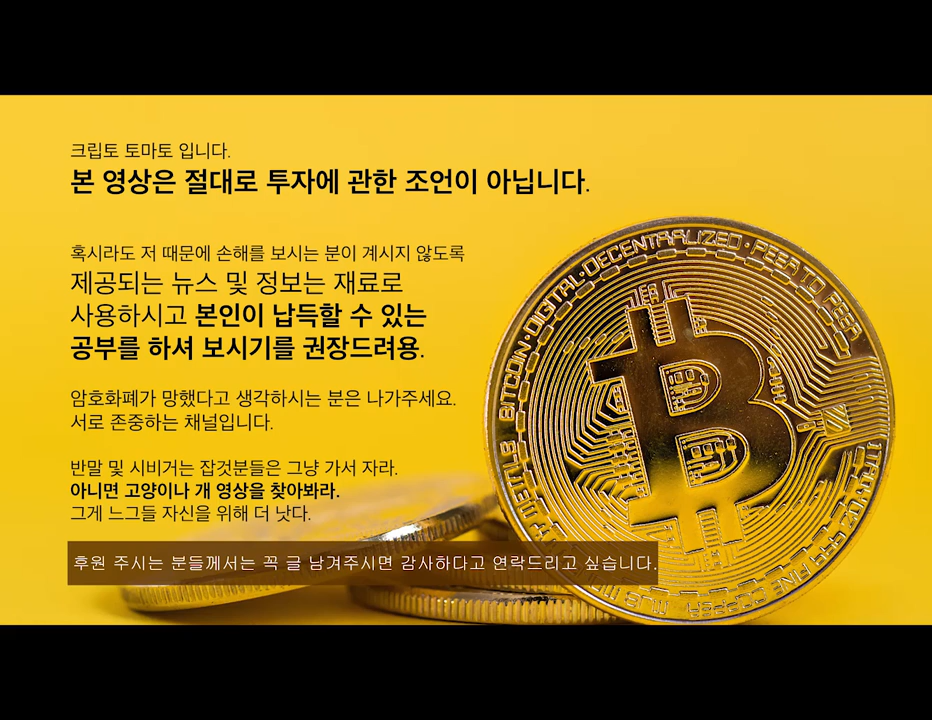 크립토 토마토 입니다.
본 영상은 절대로 투자에 관한 조언이 아닙니다.
혹시라도 저 때문에 손해를 보시는 분이 계시지 않도록
제공되는 뉴스 및 정보는 재료로
사용하시고 본인이 납득할 수 있는
공부를 하셔 보시기를 권장드려용.
암호화폐가 망했다고 생각하시는 분은 나가주세요.
서로 존중하는 채널입니다.
반말 및 시비거는 잡것분들은 그냥 가서 자라.
아니면 고양이나 개 영상을 찾아봐라.
그게 느그들 자신을 위해 더 낫다.
후원 주시는 분들께서는 꼭 글 남겨주시면 감사하다고 연락드리고 싶습니다.
BITCOIN · DIGITAL · DECENTRALIZED · PEER TO PEER